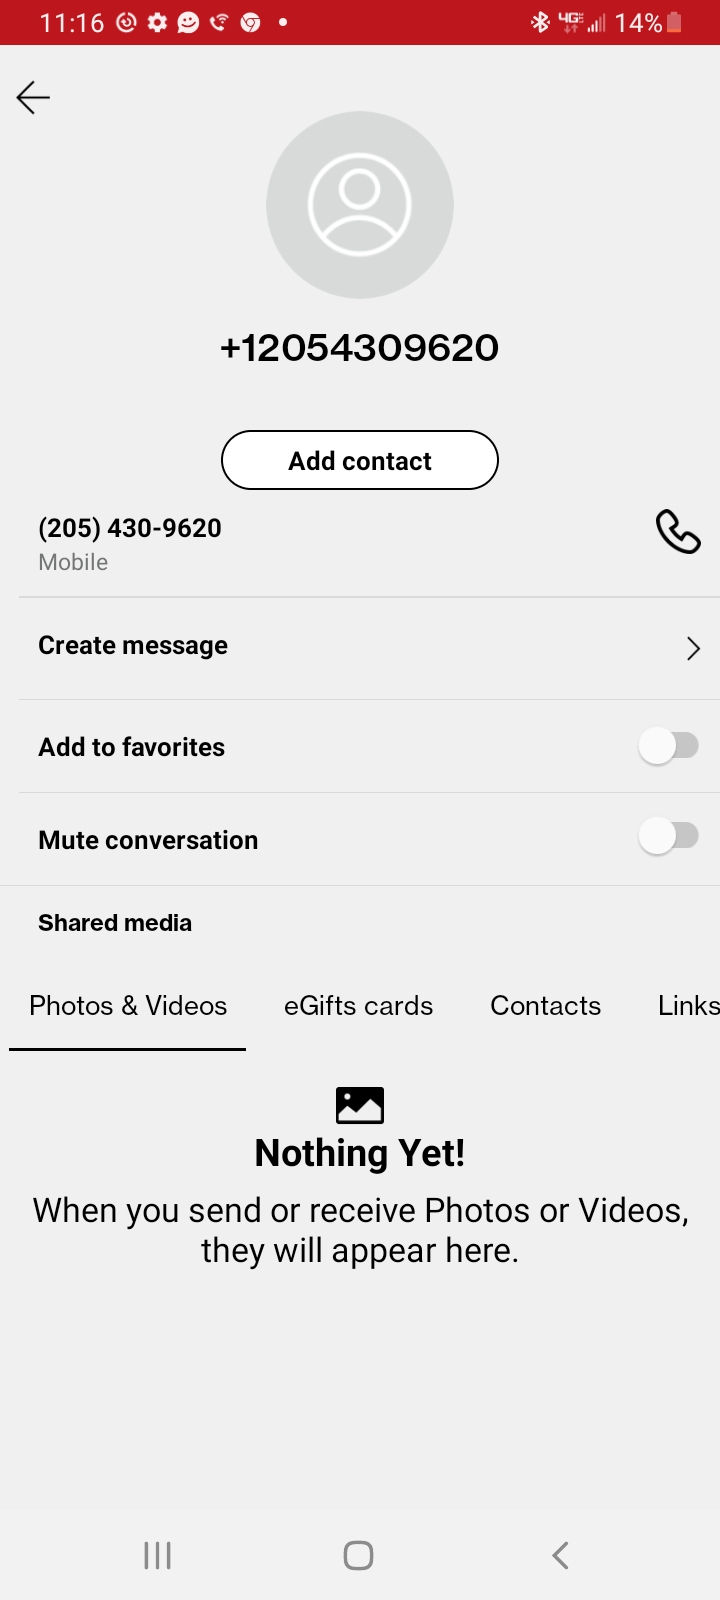 11:16
4G
14%
+12054309620
Add contact
(205) 430-9620
Mobile
Create message
Add to favorites
Mute conversation
Shared media
Photos & Videos eGifts cards Contacts Links
Nothing Yet!
When you send or receive Photos or Videos,
they will appear here.